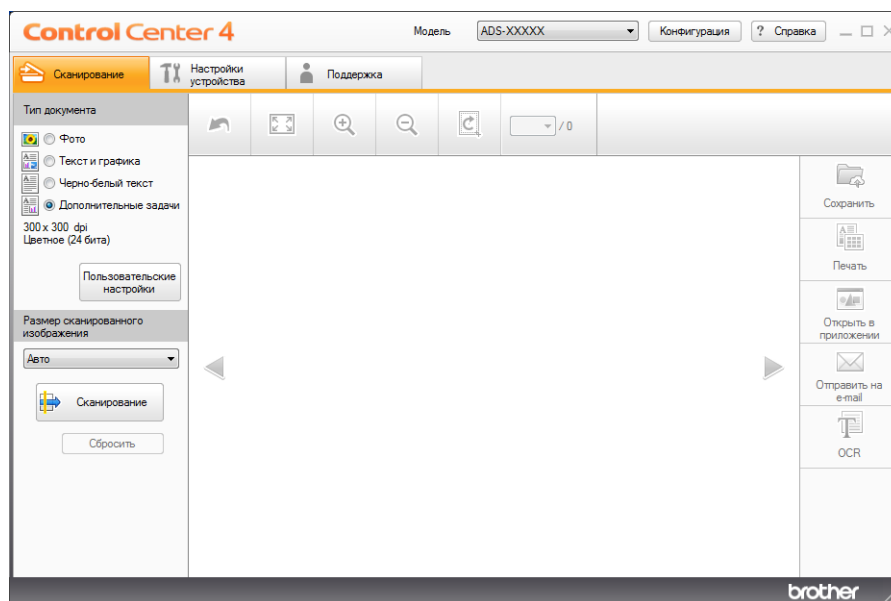 Control Center 4
Модель
ADS-XXXXX
Конфигурация
? Справка
Сканирование
Настройки
устройства
Поддержка
Тип документа
/ 0
Фото
Текст и графика
Черно-белый текст
Дополнительные задачи
300 x 300 dpi
Цветное (24 бита)
Пользовательские
настройки
Размер сканированного
изображения
Авто
Сканирование
Сбросить
Сохранить
Печать
Открыть в
приложении
Отправить на
e-mail
OCR
brother